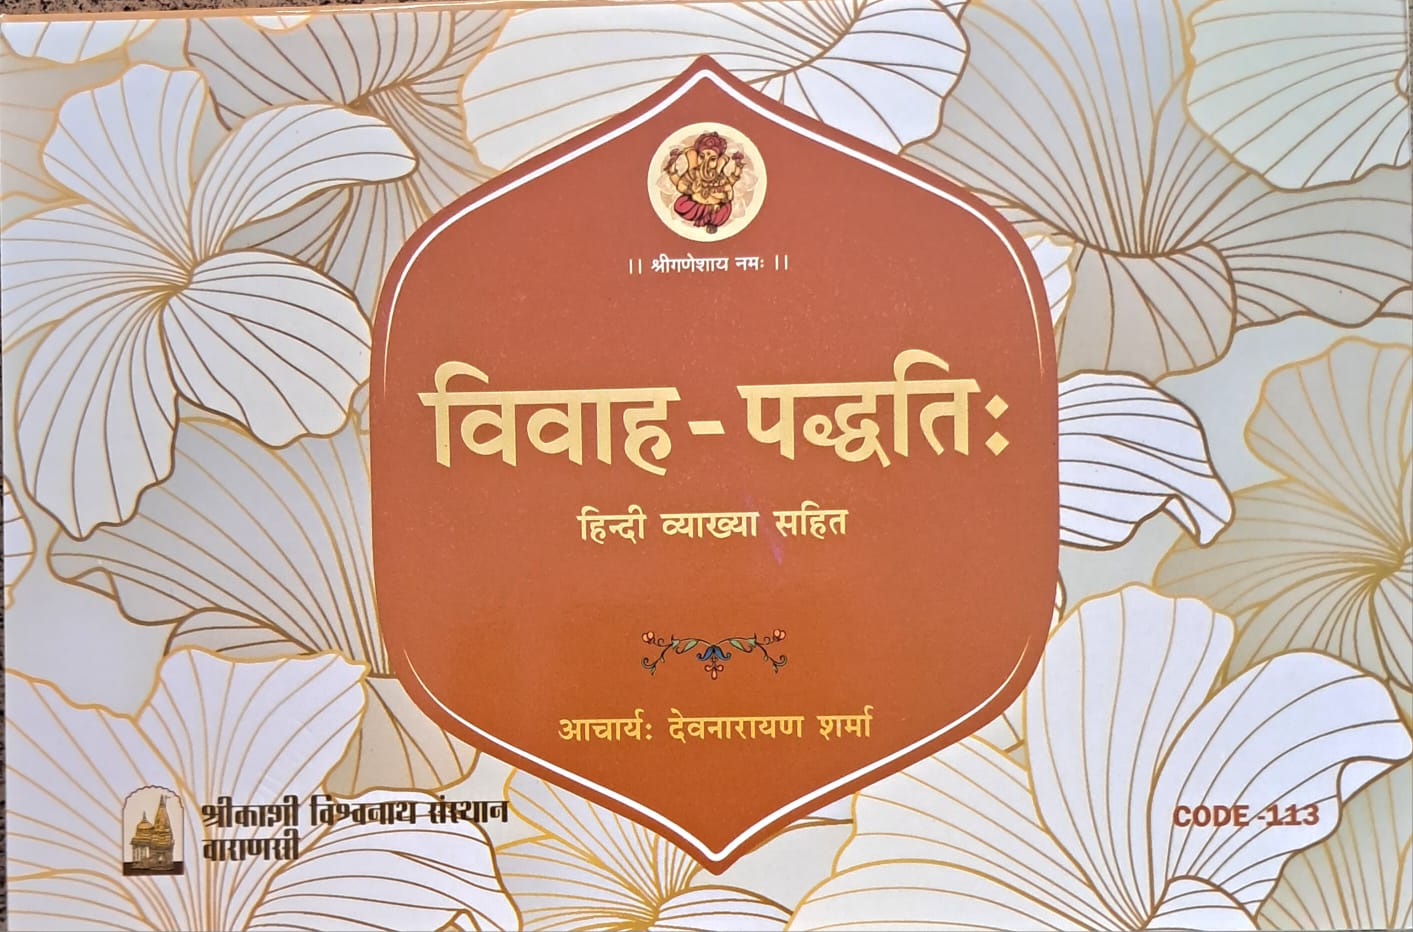 ।। श्रीगणेशाय नमः ।।
विवाह - पद्धतिः
हिन्दी व्याख्या सहित
आचार्यः देवनारायण शर्मा
श्रीकाशी विश्वनाथ संस्थान
वाराणसी
CODE -113